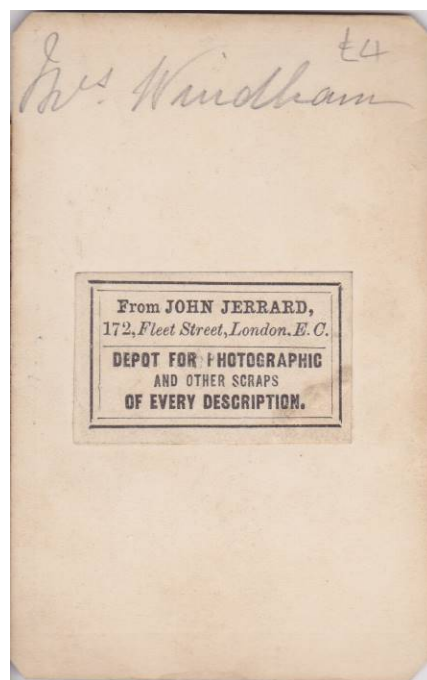 £4
Mrs. Windham
From JOHN JERRARD,
172, Fleet Street, London. E. C.
DEPOT FOR PHOTOGRAPHIC
AND OTHER SCRAPS
OF EVERY DESCRIPTION.